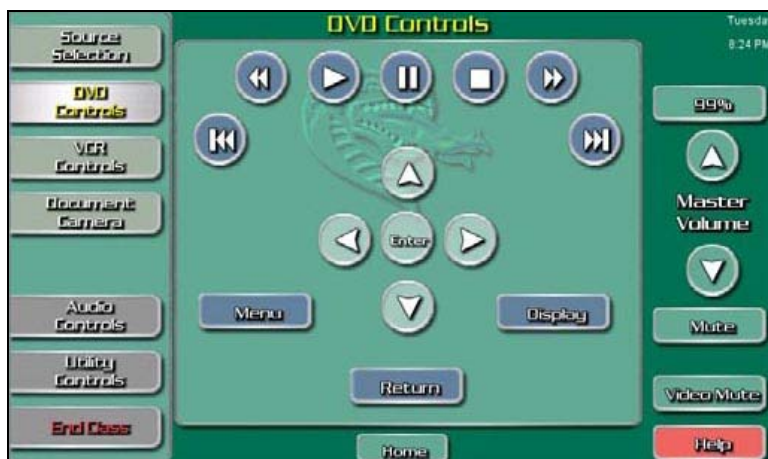 DVD Controls
Tuesda
8:24 PM
Source
Selection
DVD
Controls
VCR
Controls
Document
Camera
Audio
Controls
Utility
Controls
End Class
Enter
Menu
Display
Return
Home
99%
Master
Volume
Mute
Video Mute
Help